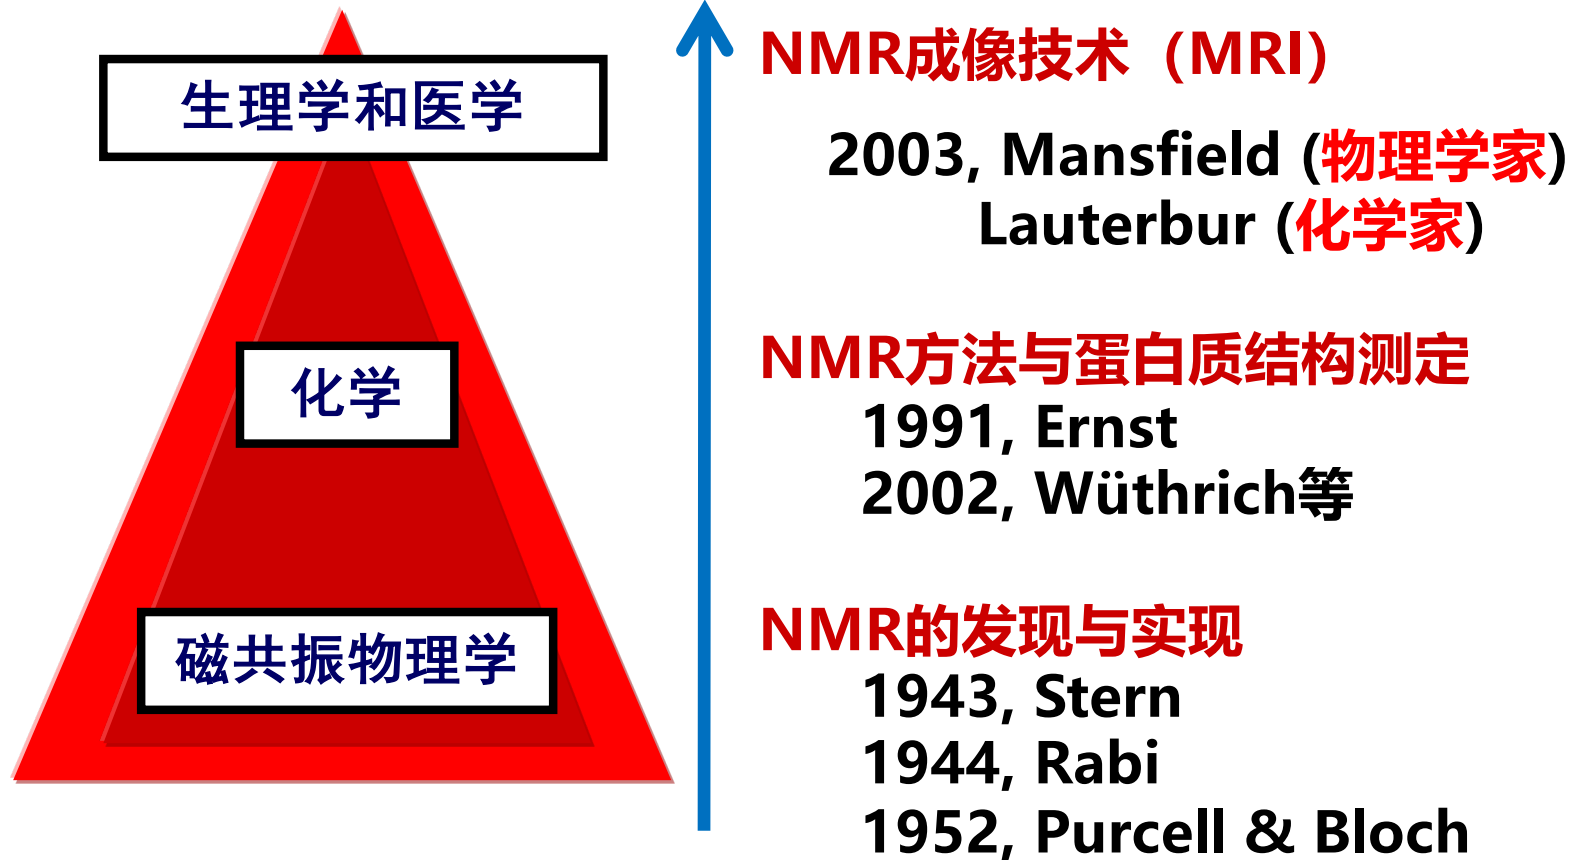 生理学和医学
化学
磁共振物理学
NMR成像技术（MRI）
2003, Mansfield (物理学家)
Lauterbur (化学家)
NMR方法与蛋白质结构测定
1991, Ernst
2002, Wüthrich等
NMR的发现与实现
1943, Stern
1944, Rabi
1952, Purcell & Bloch